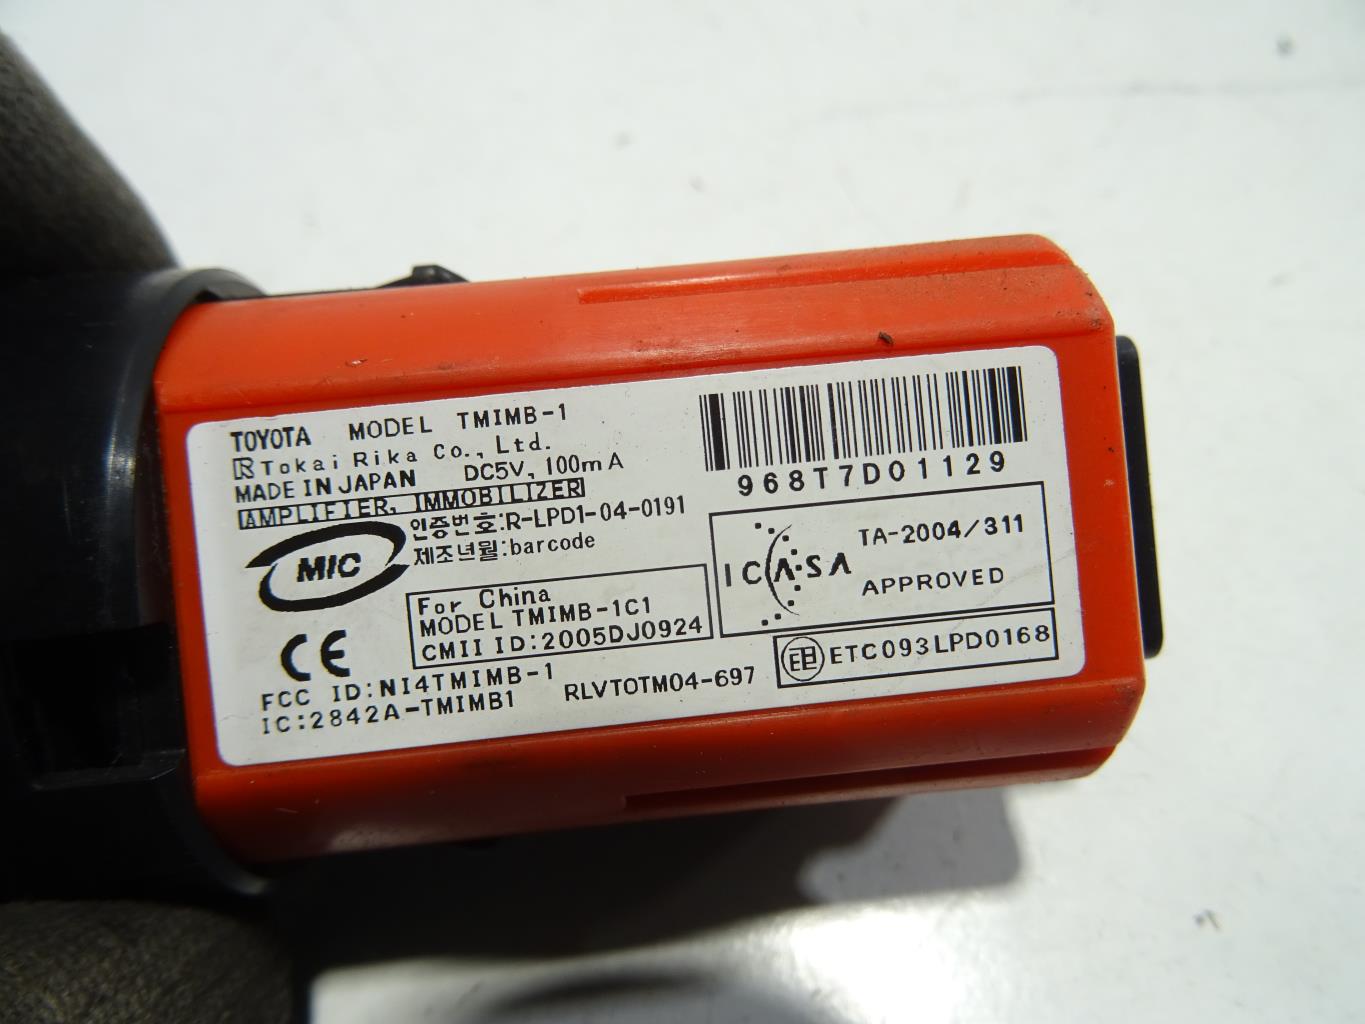 TOYOTA MODEL TMIMB-1
R Tokai Rika Co., Ltd.
MADE IN JAPAN DC5V, 100mA
AMPLIFIER, IMMOBILIZER
MIC
인증번호:R-LPD1-04-0191
제조년월:barcode
968T7D01129
ICASA
TA-2004/311
APPROVED
CE
For China
MODEL TMIMB-1C1
CMII ID:2005DJ0924
ETC093LPD0168
FCC ID:NI4TMIMB-1
IC:2842A-TMIMB1
RLVTOTM04-697